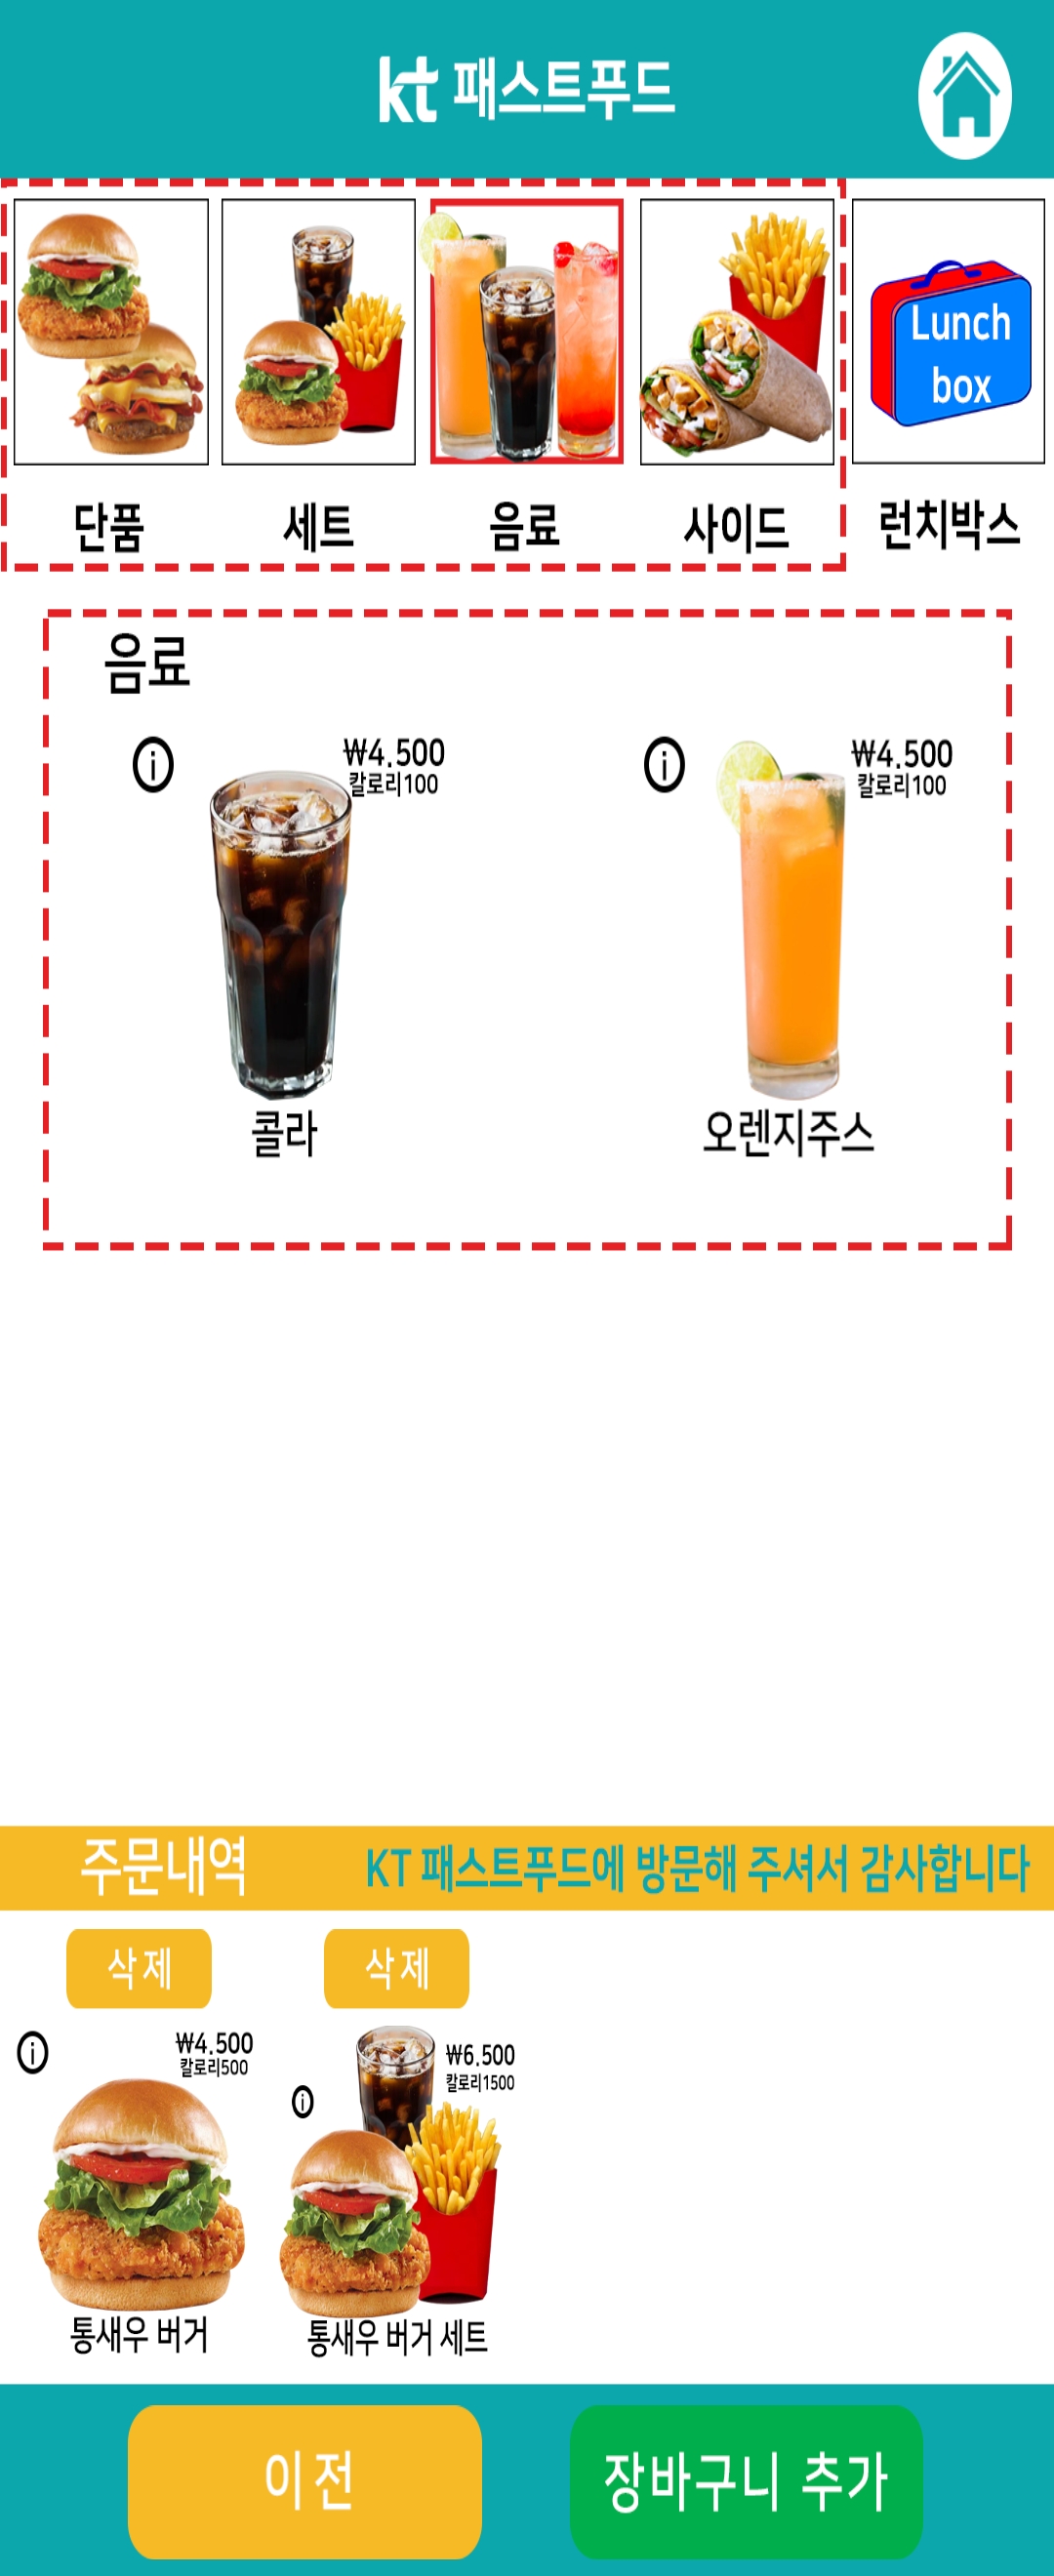 kt 패스트푸드
Lunch
box
단품 세트 음료 사이드 런치박스
음료
ⓘ ₩4.500 ⓘ ₩4.500
칼로리100 칼로리100
콜라 오렌지주스
주문내역 KT 패스트푸드에 방문해 주셔서 감사합니다
삭제 삭제
ⓘ ₩4.500
칼로리500
ⓘ ₩6.500
칼로리1500
통새우 버거 통새우 버거 세트
이전 장바구니 추가